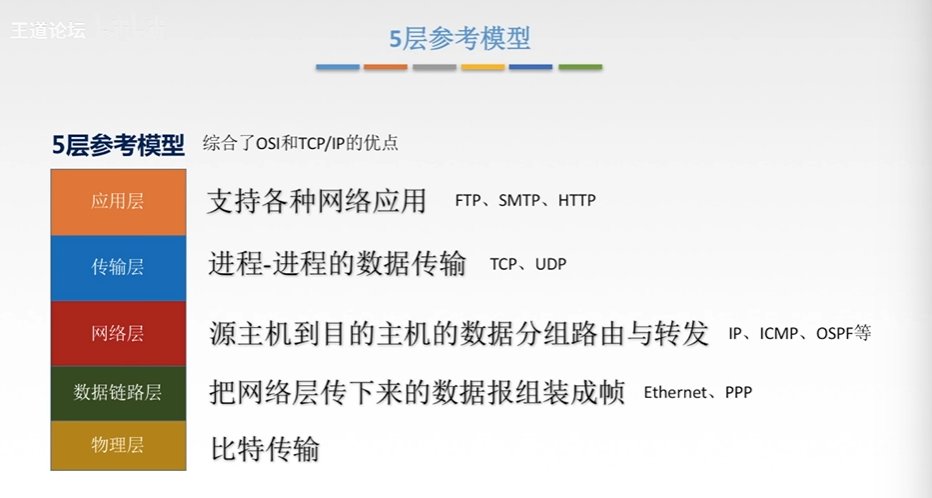 王道论坛
5层参考模型
5层参考模型 综合了OSI和TCP/IP的优点
应用层 支持各种网络应用 FTP、SMTP、HTTP
传输层 进程-进程的数据传输 TCP、UDP
网络层 源主机到目的主机的数据分组路由与转发 IP、ICMP、OSPF等
数据链路层 把网络层传下来的数据报组装成帧 Ethernet、PPP
物理层 比特传输